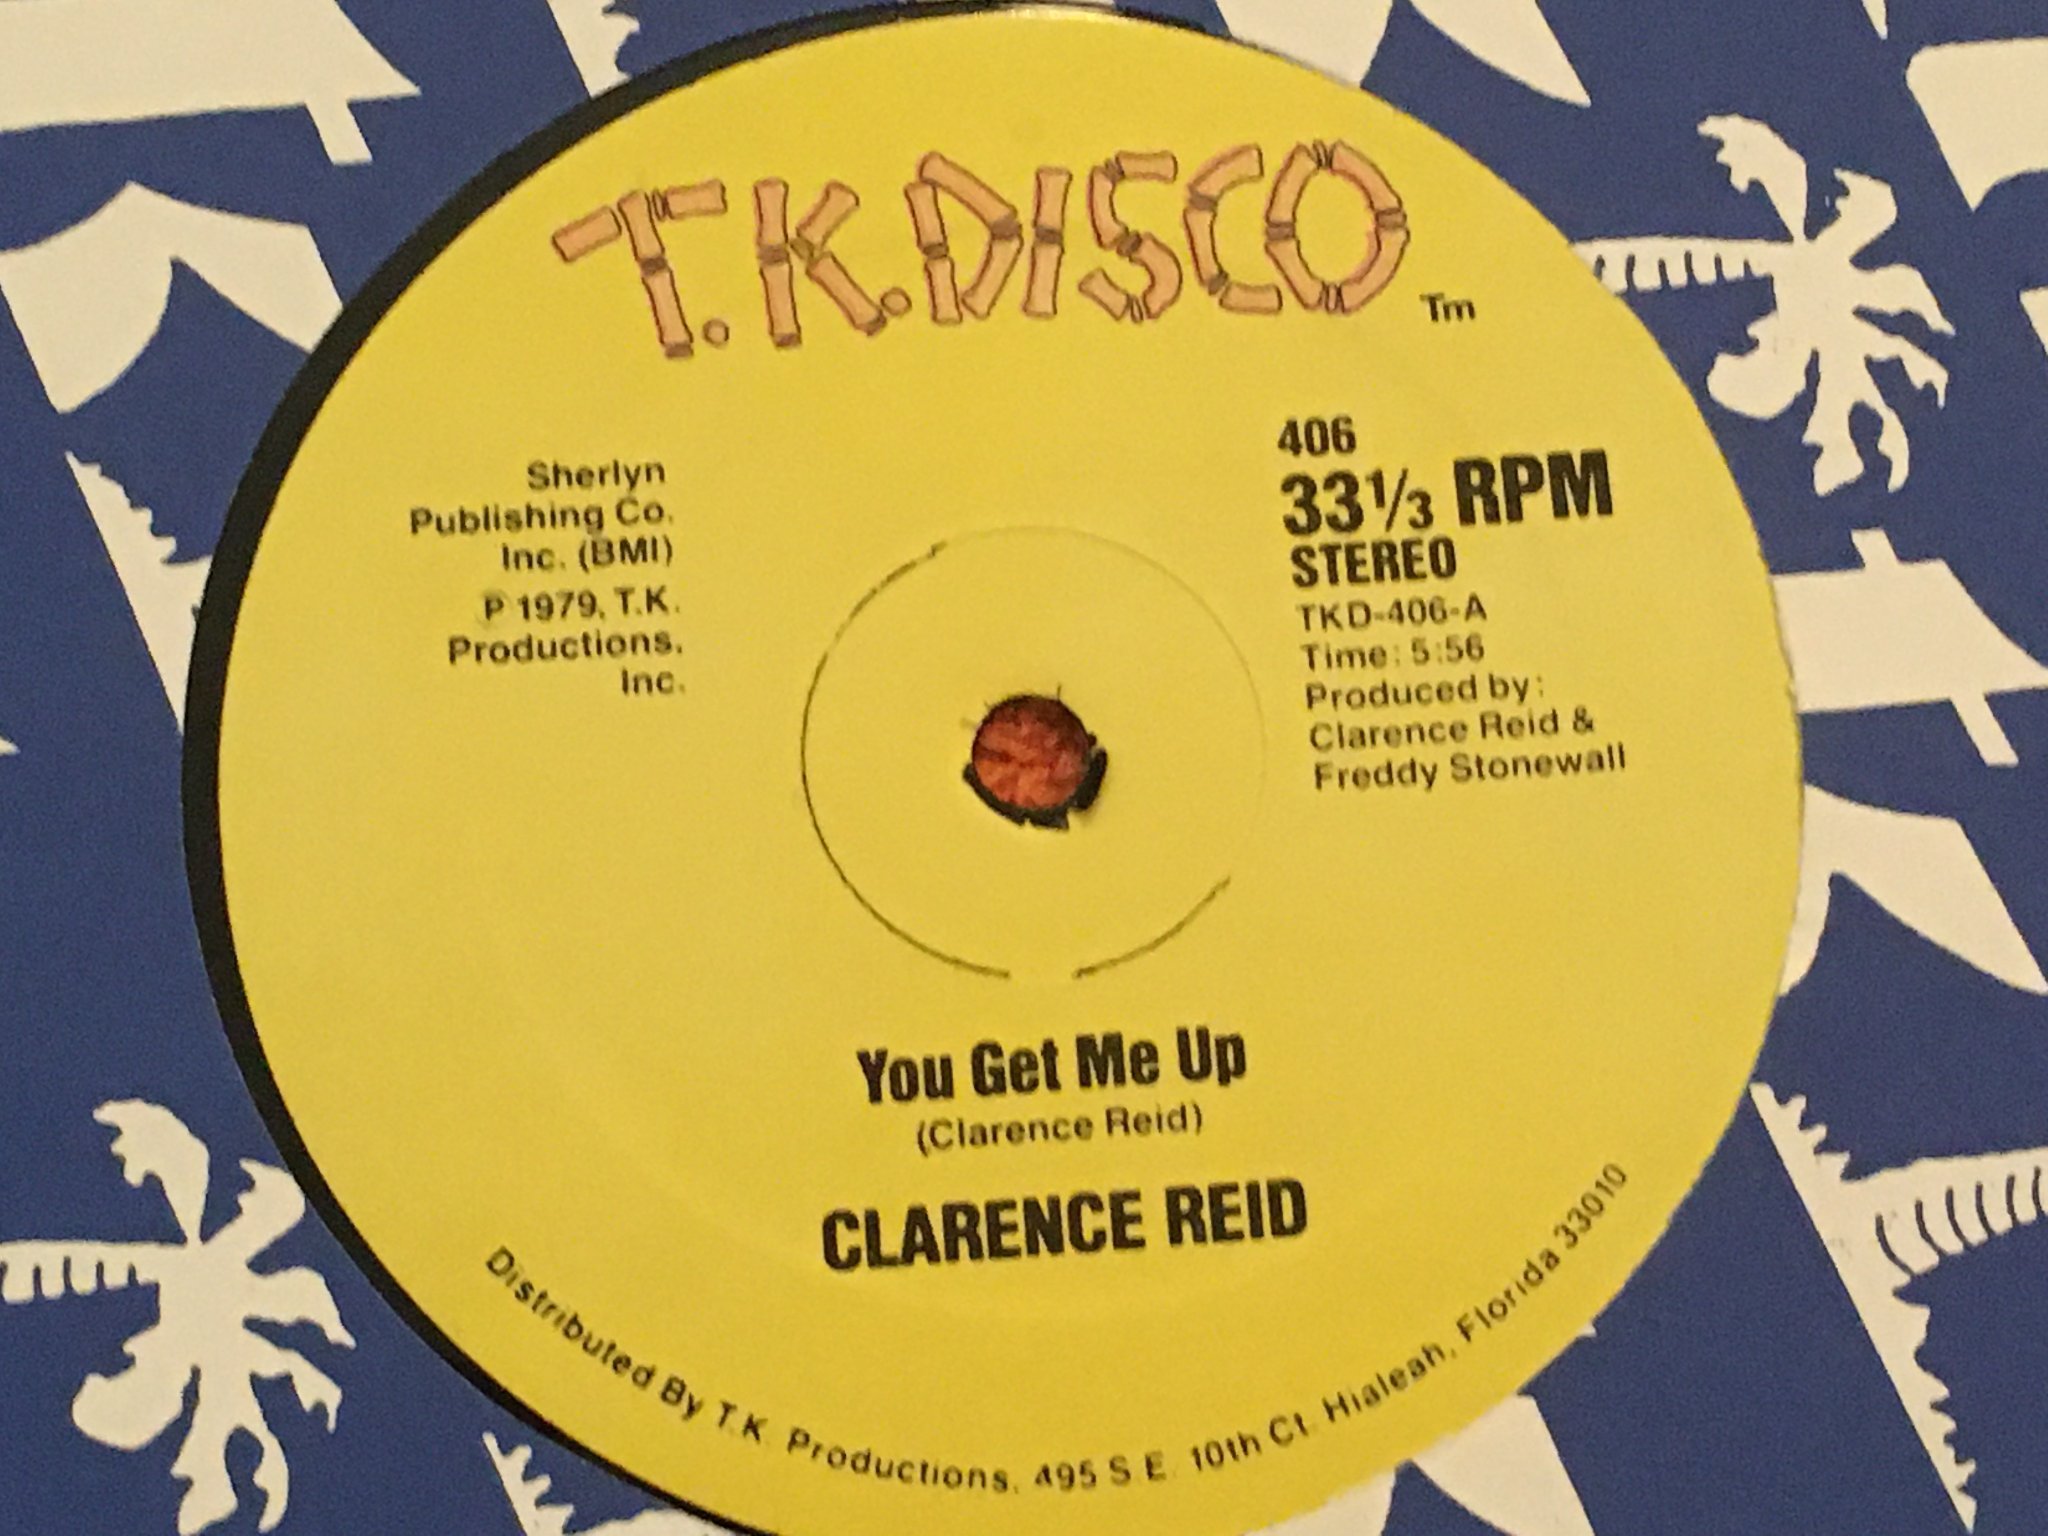 T.K.DISCO Tm
Sherlyn
Publishing Co.
Inc. (BMI)
℗ 1979, T.K.
Productions,
Inc.
406
33⅓ RPM
STEREO
TKD-406-A
Time: 5:56
Produced by:
Clarence Reid &
Freddy Stonewall
You Get Me Up
(Clarence Reid)
CLARENCE REID
Distributed By T.K. Productions, 495 S.E. 10th Ct. Hialeah, Florida 33010